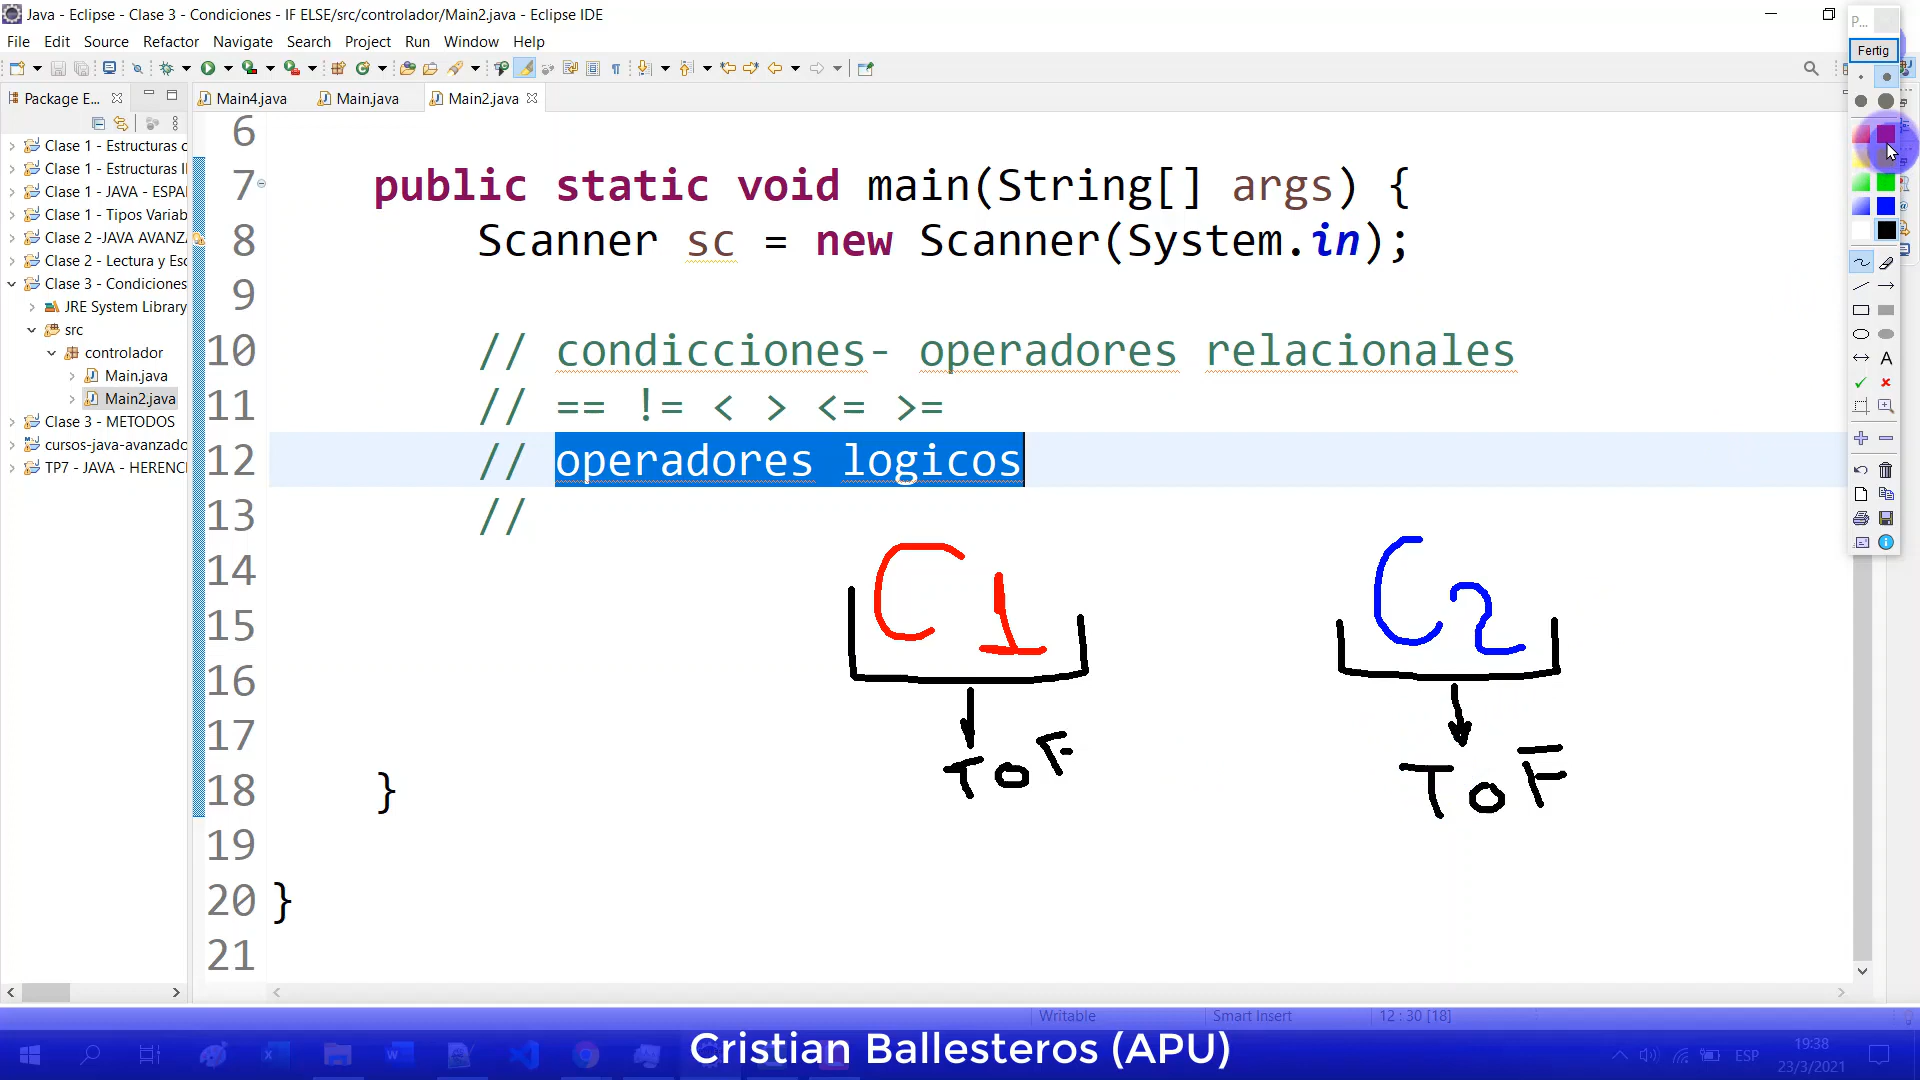 Java - Eclipse - Clase 3 - Condiciones - IF ELSE/src/controlador/Main2.java - Eclipse IDE
P...
File Edit Source Refactor Navigate Search Project Run Window Help
Fertig
Package E...
Main4.java Main.java Main2.java
Clase 1 - Estructuras c
Clase 1 - Estructuras II
Clase 1 - JAVA - ESPA
Clase 1 - Tipos Variab
Clase 2 -JAVA AVANZA
Clase 2 - Lectura y Esc
Clase 3 - Condiciones
JRE System Library
src
controlador
Main.java
Main2.java
Clase 3 - METODOS
cursos-java-avanzado
TP7 - JAVA - HERENC
6
7 public static void main(String[] args) {
8 Scanner sc = new Scanner(System.in);
9
10 // condicciones- operadores relacionales
11 // == != < > <= >=
12 // operadores logicos
13 //
14
15
16
17
18 }
19
20 }
21
C1 C2
T o F T o F
A
Writable Smart Insert 12 : 30 [18]
Cristian Ballesteros (APU)
ESP
19:38
23/3/2021